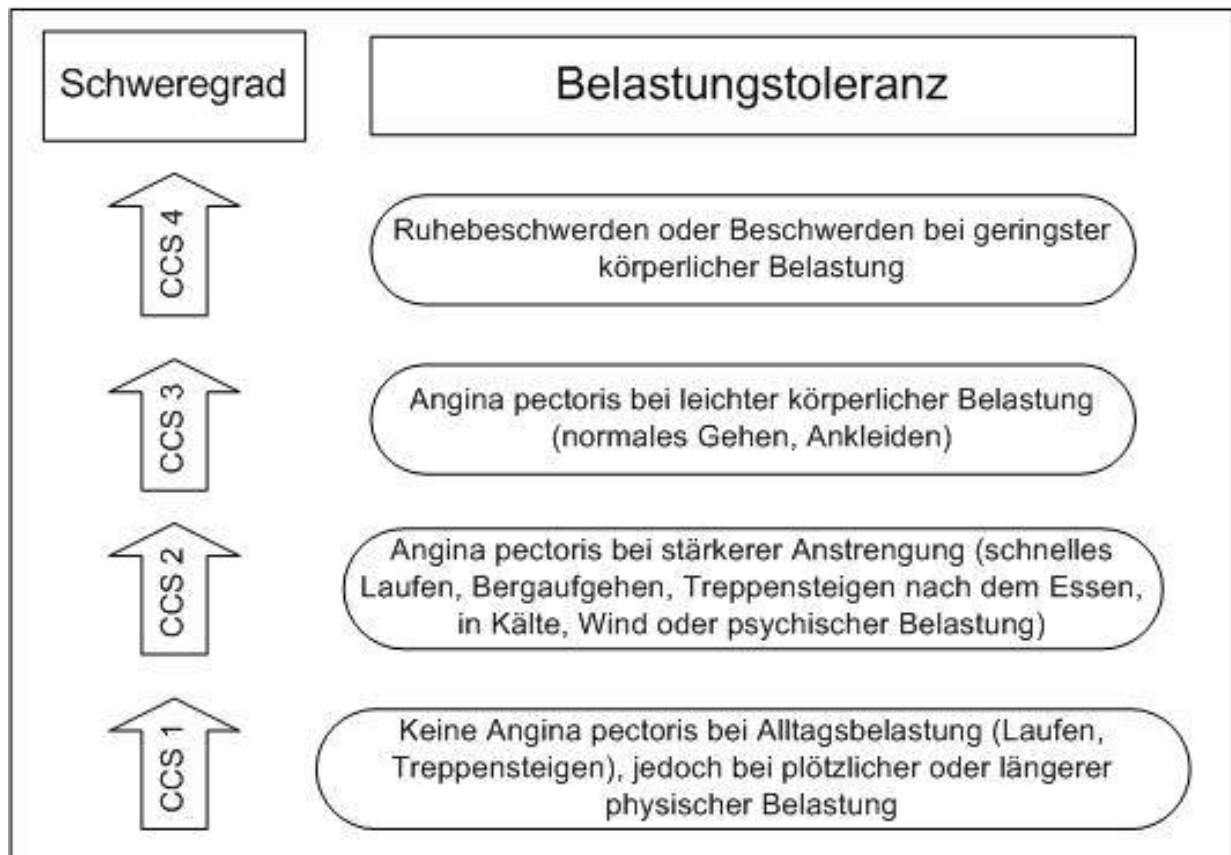 Schweregrad
Belastungstoleranz
CCS 4
Ruhebeschwerden oder Beschwerden bei geringster
körperlicher Belastung
CCS 3
Angina pectoris bei leichter körperlicher Belastung
(normales Gehen, Ankleiden)
CCS 2
Angina pectoris bei stärkerer Anstrengung (schnelles
Laufen, Bergaufgehen, Treppensteigen nach dem Essen,
in Kälte, Wind oder psychischer Belastung)
CCS 1
Keine Angina pectoris bei Alltagsbelastung (Laufen,
Treppensteigen), jedoch bei plötzlicher oder längerer
physischer Belastung